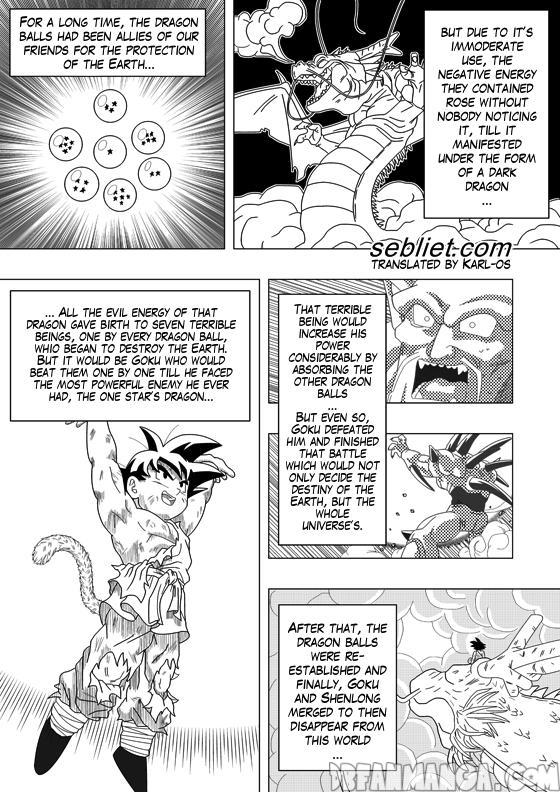 FOR A LONG TIME, THE DRAGON
BALLS HAD BEEN ALLIES OF OUR
FRIENDS FOR THE PROTECTION
OF THE EARTH...
BUT DUE TO IT'S
IMMODERATE
USE, THE
NEGATIVE ENERGY
THEY CONTAINED
ROSE WITHOUT
NOBODY NOTICING
IT, TILL IT
MANIFESTED
UNDER THE FORM
OF A DARK
DRAGON
...
sebliet.com
TRANSLATED BY KARL-OS
... ALL THE EVIL ENERGY OF THAT
DRAGON GAVE BIRTH TO SEVEN TERRIBLE
BEINGS, ONE BY EVERY DRAGON BALL,
WHIO BEGAN TO DESTROY THE EARTH.
BUT IT WOULD BE GOKU WHO WOULD
BEAT THEM ONE BY ONE TILL HE FACED
THE MOST POWERFUL ENEMY HE EVER
HAD, THE ONE STAR'S DRAGON...
THAT TERRIBLE
BEING WOULD
INCREASE HIS
POWER
CONSIDERABLY BY
ABSORBING THE
OTHER DRAGON
BALLS
...
BUT EVEN SO,
GOKU DEFEATED
HIM AND FINISHED
THAT BATTLE
WHICH WOULD NOT
ONLY DECIDE THE
DESTINY OF THE
EARTH, BUT THE
WHOLE
UNIVERSE'S.
AFTER THAT, THE
DRAGON BALLS
WERE RE-
ESTABLISHED AND
FINALLY, GOKU
AND SHENLONG
MERGED TO THEN
DISAPPEAR FROM
THIS WORLD
...
DBFANMANGA.COM